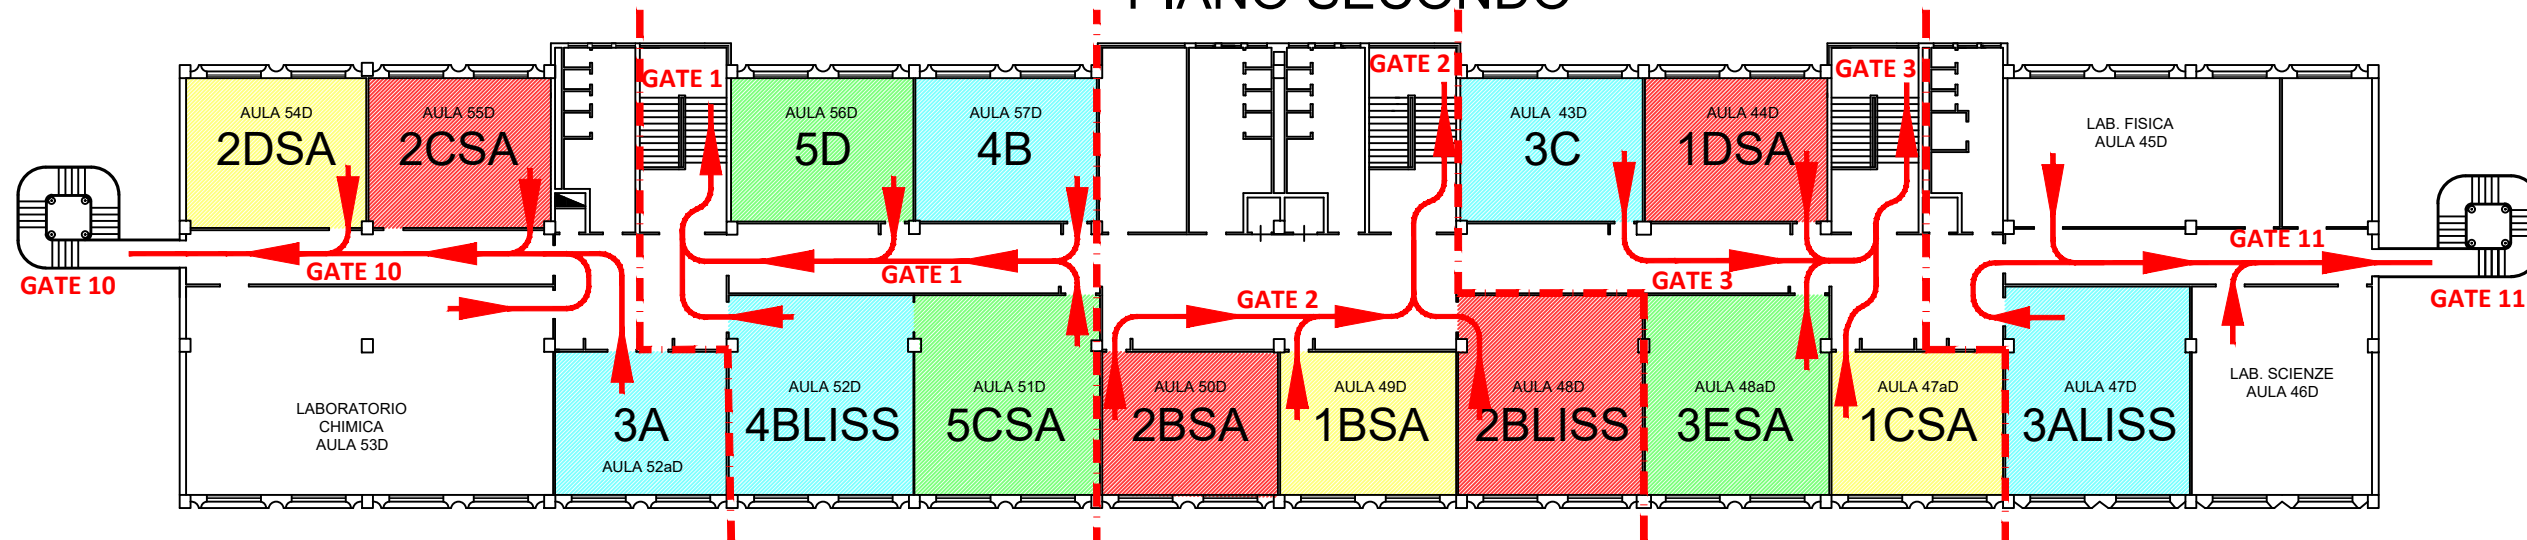 PIANO SECONDO
GATE 1
GATE 2
GATE 3
AULA 54D
2DSA
AULA 55D
2CSA
AULA 56D
5D
AULA 57D
4B
AULA 43D
3C
AULA 44D
1DSA
LAB. FISICA
AULA 45D
GATE 10
GATE 10
GATE 1
GATE 2
GATE 3
GATE 11
GATE 11
LABORATORIO
CHIMICA
AULA 53D
3A
AULA 52aD
AULA 52D
4BLISS
AULA 51D
5CSA
AULA 50D
2BSA
AULA 49D
1BSA
AULA 48D
2BLISS
AULA 48aD
3ESA
AULA 47aD
1CSA
AULA 47D
3ALISS
LAB. SCIENZE
AULA 46D